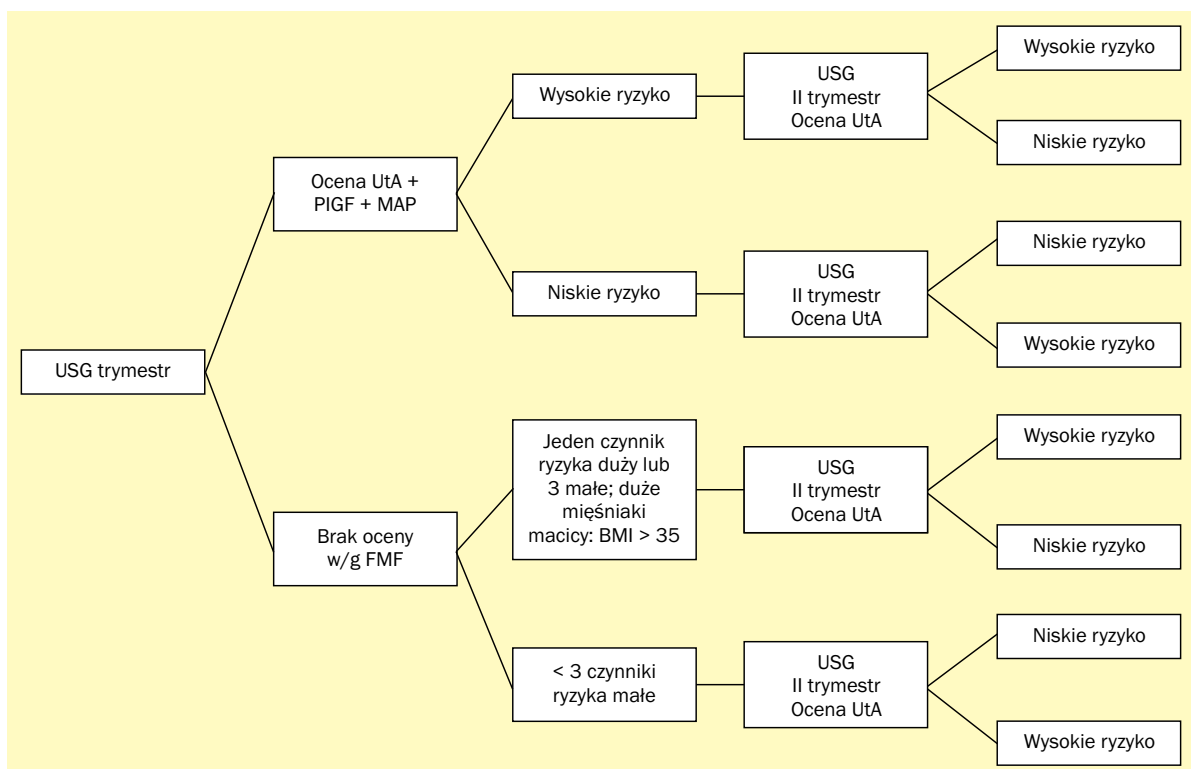 USG trymestr
Ocena UtA +
PIGF + MAP
Wysokie ryzyko
USG
II trymestr
Ocena UtA
Wysokie ryzyko
Niskie ryzyko
Niskie ryzyko
USG
II trymestr
Ocena UtA
Niskie ryzyko
Wysokie ryzyko
Brak oceny
w/g FMF
Jeden czynnik
ryzyka duży lub
3 małe; duże
mięśniaki
macicy: BMI > 35
USG
II trymestr
Ocena UtA
Wysokie ryzyko
Niskie ryzyko
< 3 czynniki
ryzyka małe
USG
II trymestr
Ocena UtA
Niskie ryzyko
Wysokie ryzyko